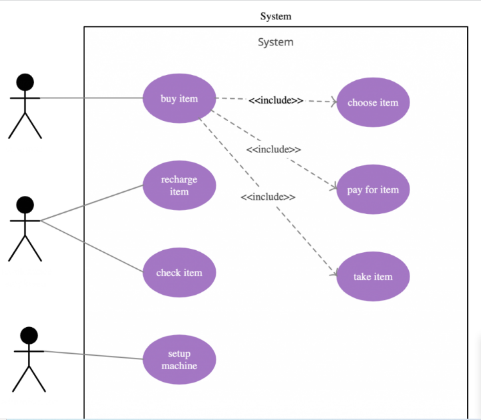 System
System
buy item
<<include>>
choose item
<<include>>
recharge
item
pay for item
<<include>>
check item
take item
setup
machine